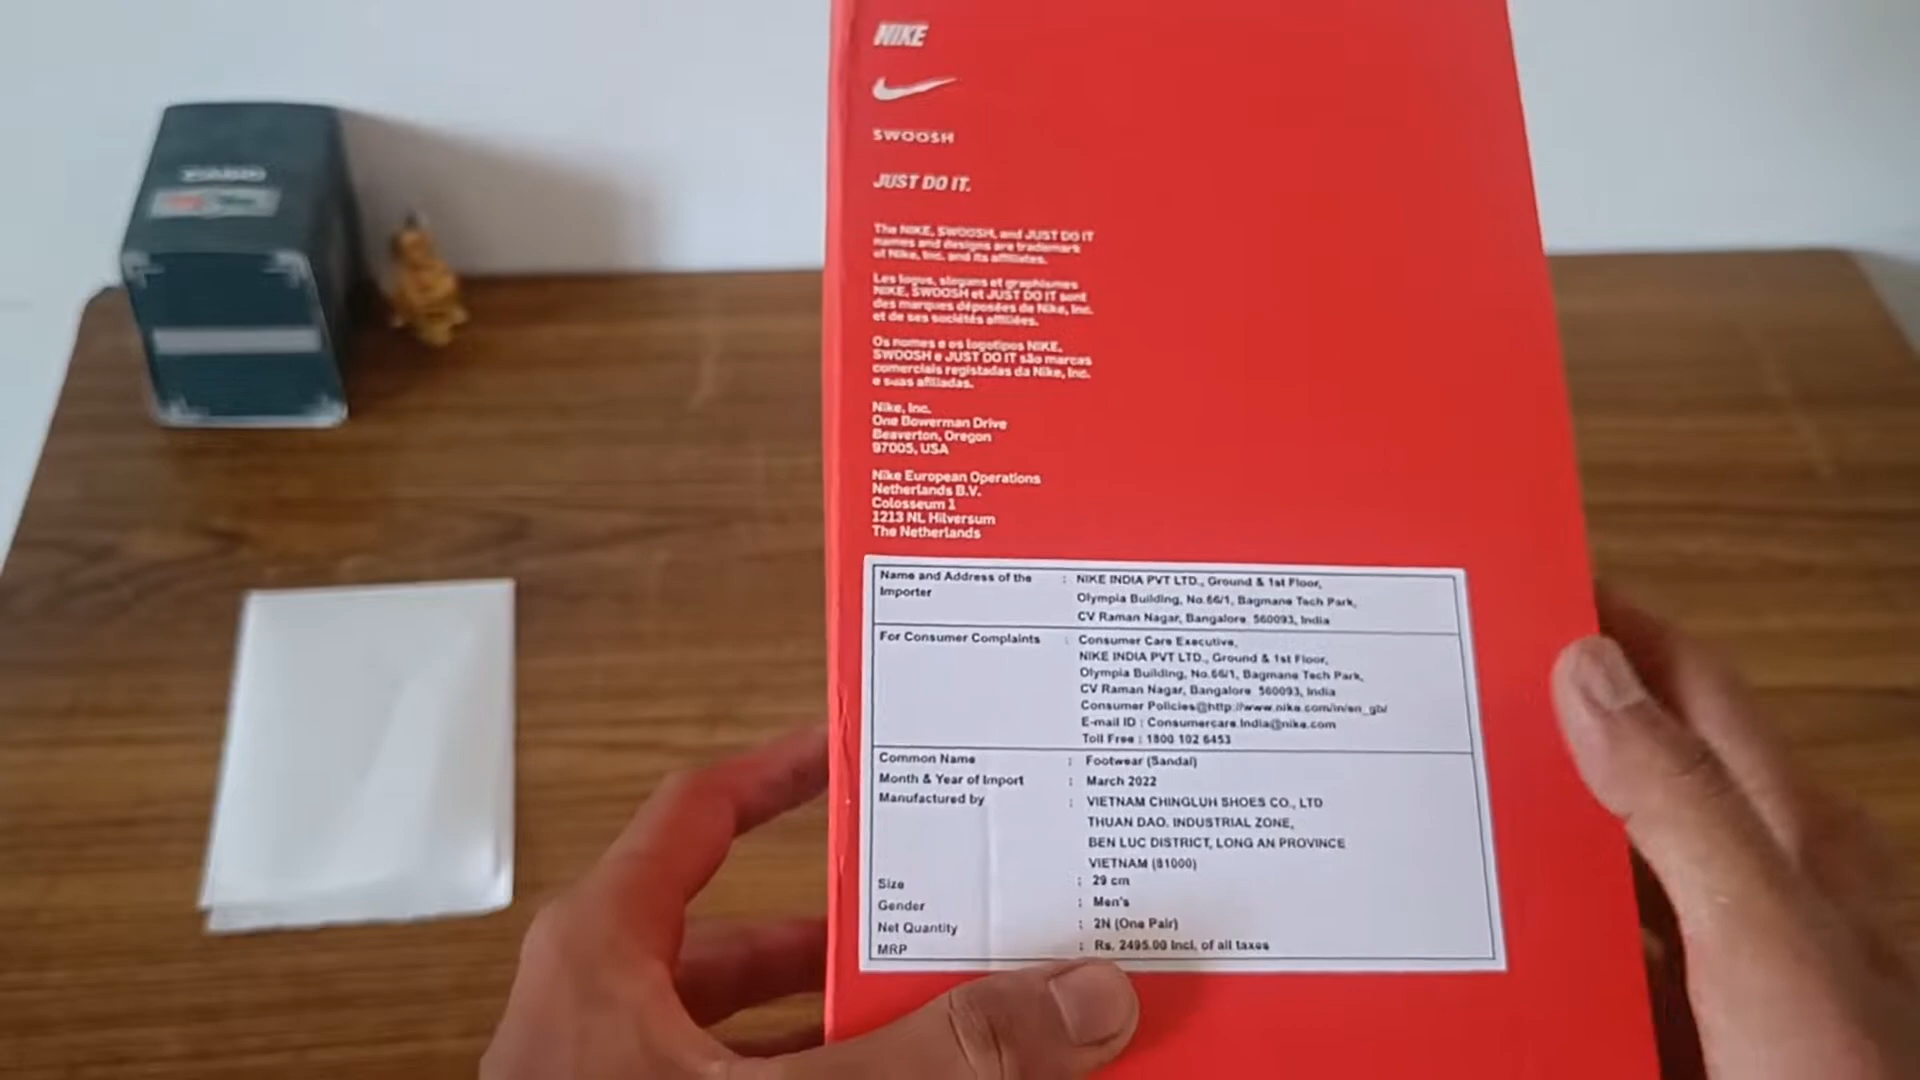 NIKE
SWOOSH
JUST DO IT.
The NIKE, SWOOSH, and JUST DO IT
names and designs are trademark
of Nike, Inc. and its affiliates.
Les logos, slogans et graphismes
NIKE, SWOOSH et JUST DO IT sont
des marques déposées de Nike, Inc.
et de ses sociétés affiliées.
Os nomes e os logotipos NIKE,
SWOOSH e JUST DO IT são marcas
comerciais registadas da Nike, Inc.
e suas afiliadas.
Nike, Inc.
One Bowerman Drive
Beaverton, Oregon
97005, USA
Nike European Operations
Netherlands B.V.
Colosseum 1
1213 NL Hilversum
The Netherlands
Name and Address of the Importer : NIKE INDIA PVT LTD., Ground & 1st Floor,
Olympia Building, No.66/1, Bagmane Tech Park,
CV Raman Nagar, Bangalore 560093, India
For Consumer Complaints : Consumer Care Executive,
NIKE INDIA PVT LTD., Ground & 1st Floor,
Olympia Building, No.66/1, Bagmane Tech Park,
CV Raman Nagar, Bangalore 560093, India
Consumer Policies@http://www.nike.com/in/en_gb/
E-mail ID : Consumercare.India@nike.com
Toll Free : 1800 102 6453
Common Name : Footwear (Sandal)
Month & Year of Import : March 2022
Manufactured by : VIETNAM CHINGLUH SHOES CO., LTD
THUAN DAO. INDUSTRIAL ZONE,
BEN LUC DISTRICT, LONG AN PROVINCE
VIETNAM (81000)
Size : 29 cm
Gender : Men's
Net Quantity : 2N (One Pair)
MRP : Rs. 2495.00 Incl. of all taxes